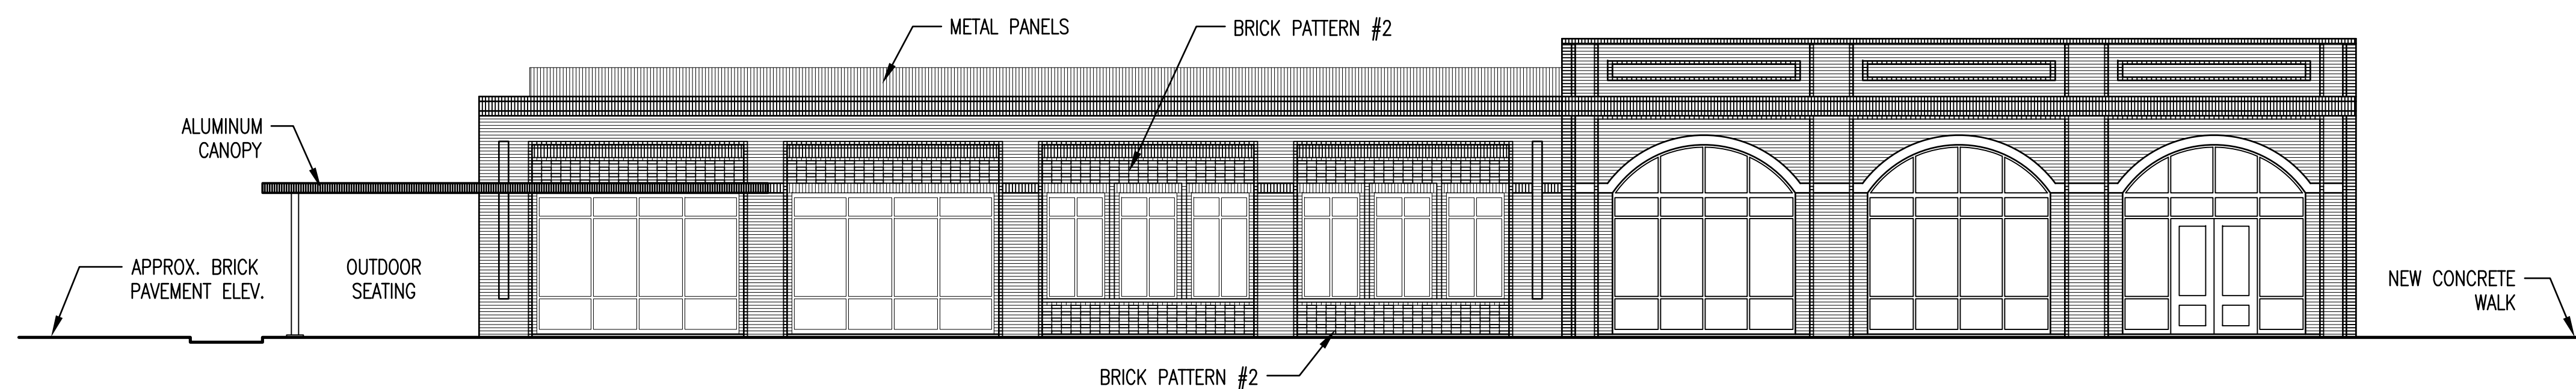 METAL PANELS
BRICK PATTERN #2
ALUMINUM
CANOPY
APPROX. BRICK
PAVEMENT ELEV.
OUTDOOR
SEATING
NEW CONCRETE
WALK
BRICK PATTERN #2